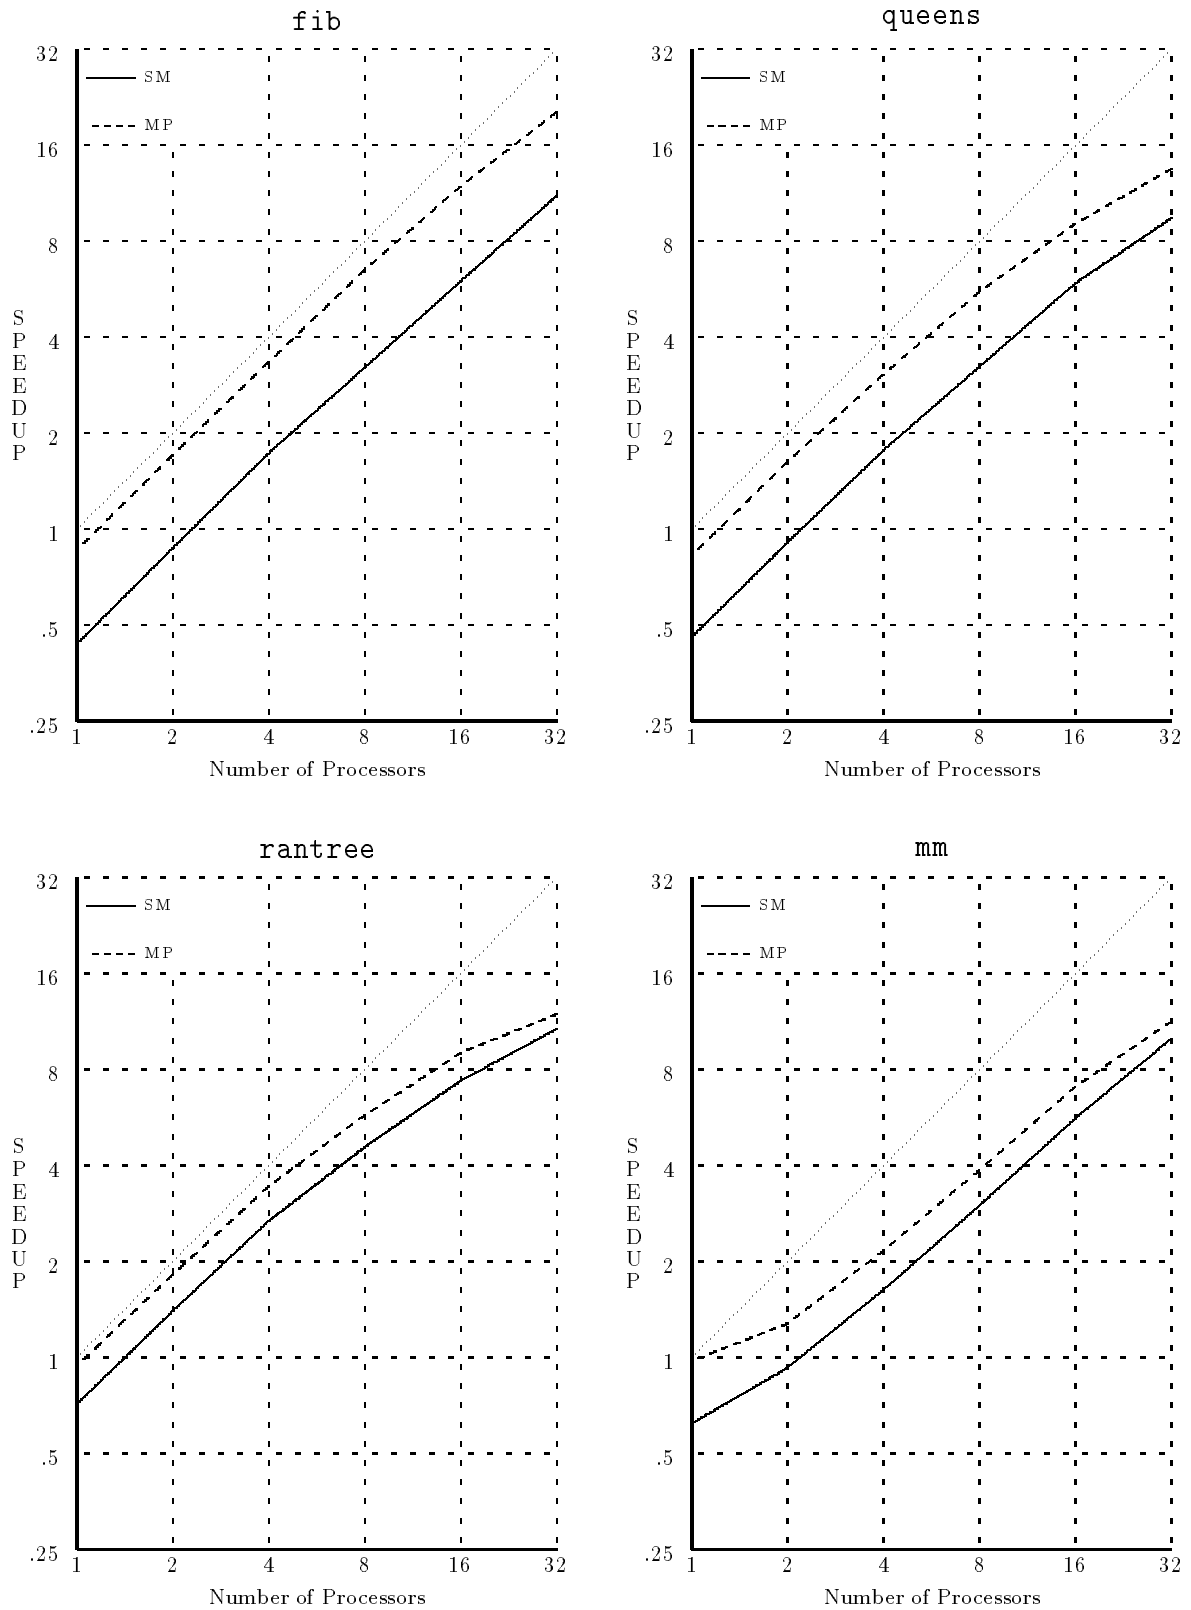 fib
32
SM
MP
16
8
4
2
1
.5
.25
SPEEDUP
1 2 4 8 16 32
Number of Processors
queens
32
SM
MP
16
8
4
2
1
.5
.25
SPEEDUP
1 2 4 8 16 32
Number of Processors
rantree
32
SM
MP
16
8
4
2
1
.5
.25
SPEEDUP
1 2 4 8 16 32
Number of Processors
mm
32
SM
MP
16
8
4
2
1
.5
.25
SPEEDUP
1 2 4 8 16 32
Number of Processors